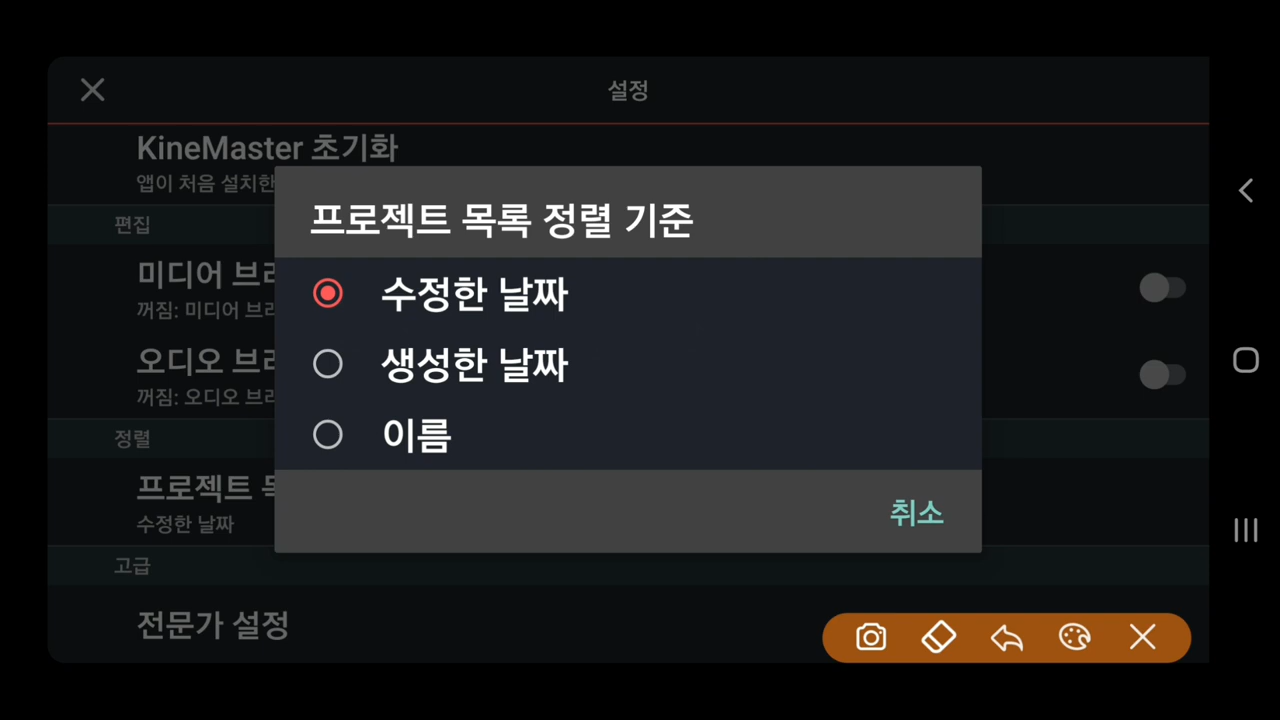 설정
KineMaster 초기화
앱이 처음 설치한
편집
미디어 브라
꺼짐: 미디어 브라
오디오 브라
꺼짐: 오디오 브라
정렬
프로젝트 목
수정한 날짜
고급
전문가 설정
프로젝트 목록 정렬 기준
수정한 날짜
생성한 날짜
이름
취소